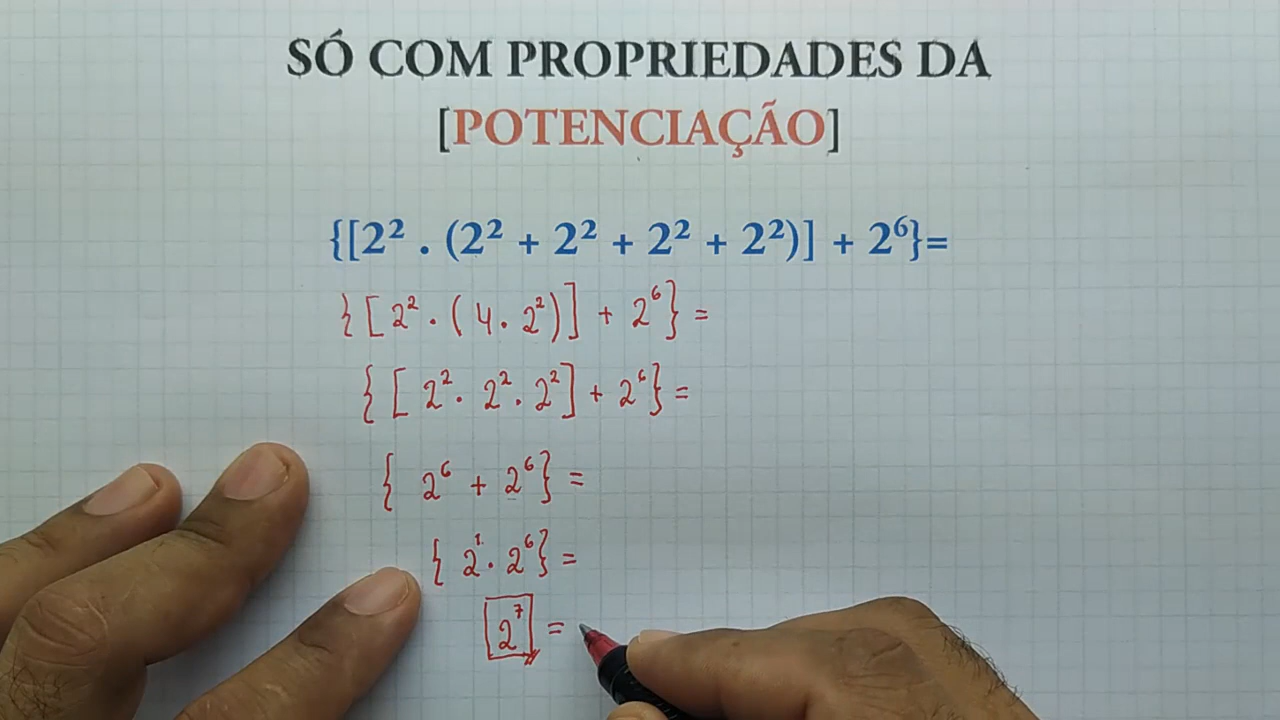 SÓ COM PROPRIEDADES DA
[POTENCIAÇÃO]
{[2² . (2² + 2² + 2² + 2²)] + 2⁶}=
{[2² . (4 . 2²)] + 2⁶} =
{[2² . 2² . 2²] + 2⁶} =
{2⁶ + 2⁶} =
{2¹ . 2⁶} =
2⁷ =